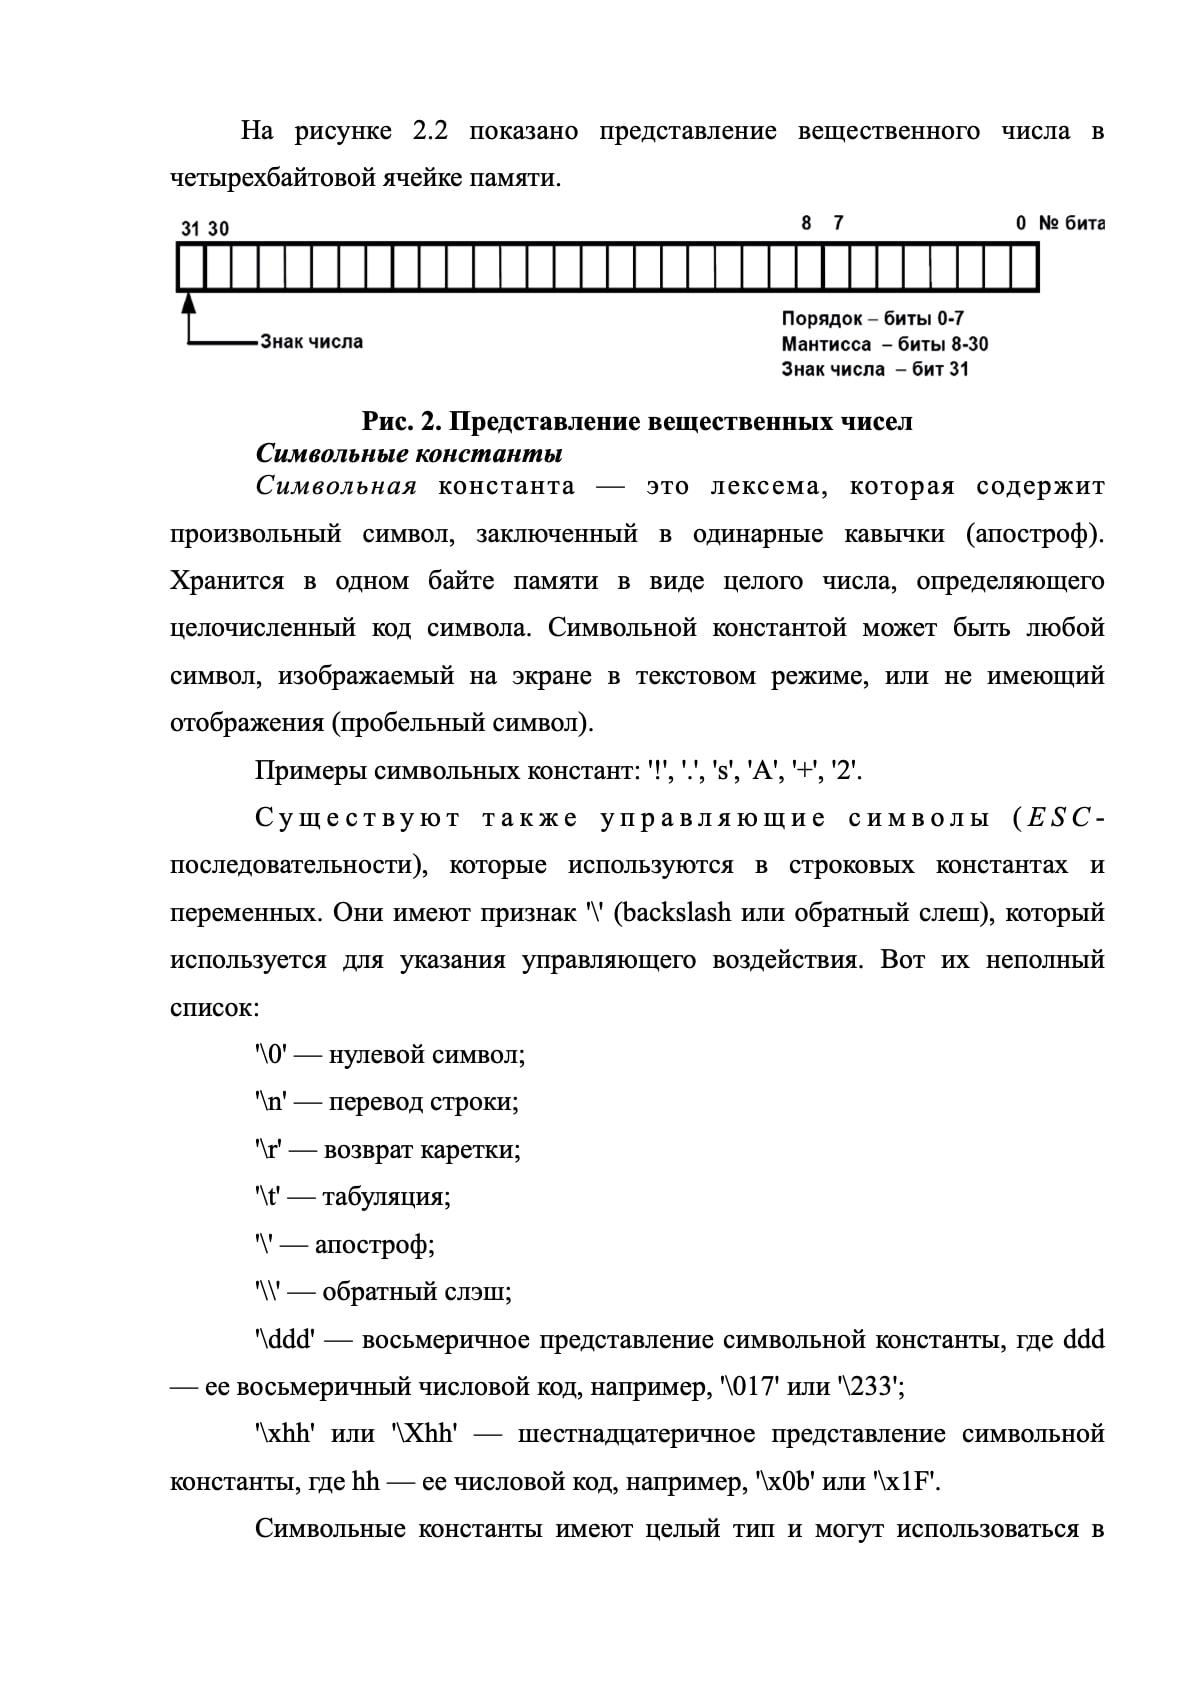 На рисунке 2.2 показано представление вещественного числа в
четырехбайтовой ячейке памяти.
31 30 8 7 0 № бита
Знак числа
Порядок – биты 0-7
Мантисса – биты 8-30
Знак числа – бит 31
Рис. 2. Представление вещественных чисел
Символьные константы
Символьная константа — это лексема, которая содержит
произвольный символ, заключенный в одинарные кавычки (апостроф).
Хранится в одном байте памяти в виде целого числа, определяющего
целочисленный код символа. Символьной константой может быть любой
символ, изображаемый на экране в текстовом режиме, или не имеющий
отображения (пробельный символ).
Примеры символьных констант: '!', '.', 's', 'A', '+', '2'.
Существуют также управляющие символы (ESC-
последовательности), которые используются в строковых константах и
переменных. Они имеют признак '\' (backslash или обратный слеш), который
используется для указания управляющего воздействия. Вот их неполный
список:
'\0' — нулевой символ;
'\n' — перевод строки;
'\r' — возврат каретки;
'\t' — табуляция;
'\' — апостроф;
'\\' — обратный слэш;
'\ddd' — восьмеричное представление символьной константы, где ddd
— ее восьмеричный числовой код, например, '\017' или '\233';
'\xhh' или '\Xhh' — шестнадцатеричное представление символьной
константы, где hh — ее числовой код, например, '\x0b' или '\x1F'.
Символьные константы имеют целый тип и могут использоваться в